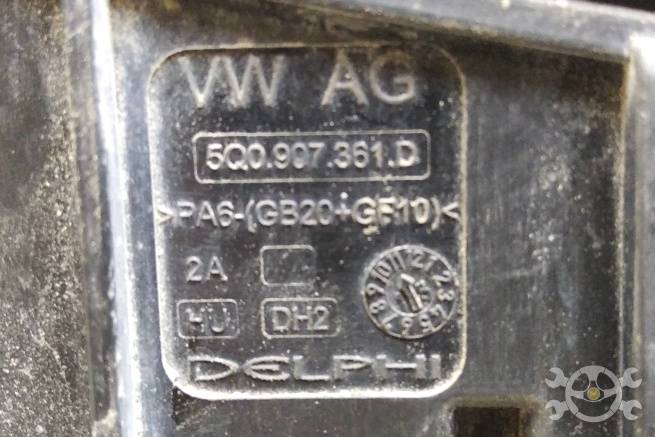 VW AG
5Q0.907.361.D
>PA6-(GB20+GF10)<
2A
HU DH2
DELPHI